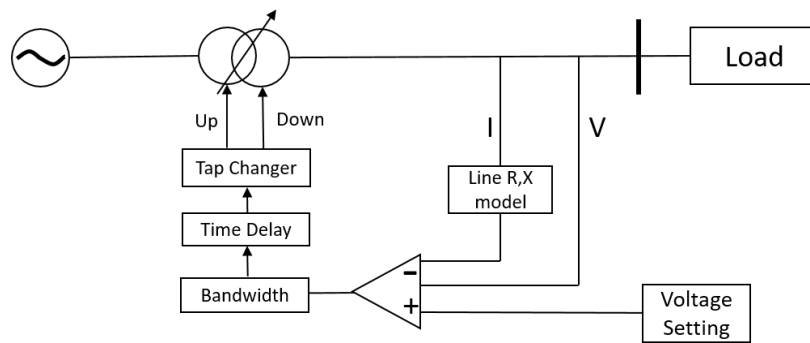 Load
Up
Down
I
V
Tap Changer
Line R,X
model
Time Delay
Bandwidth
-
+
Voltage
Setting